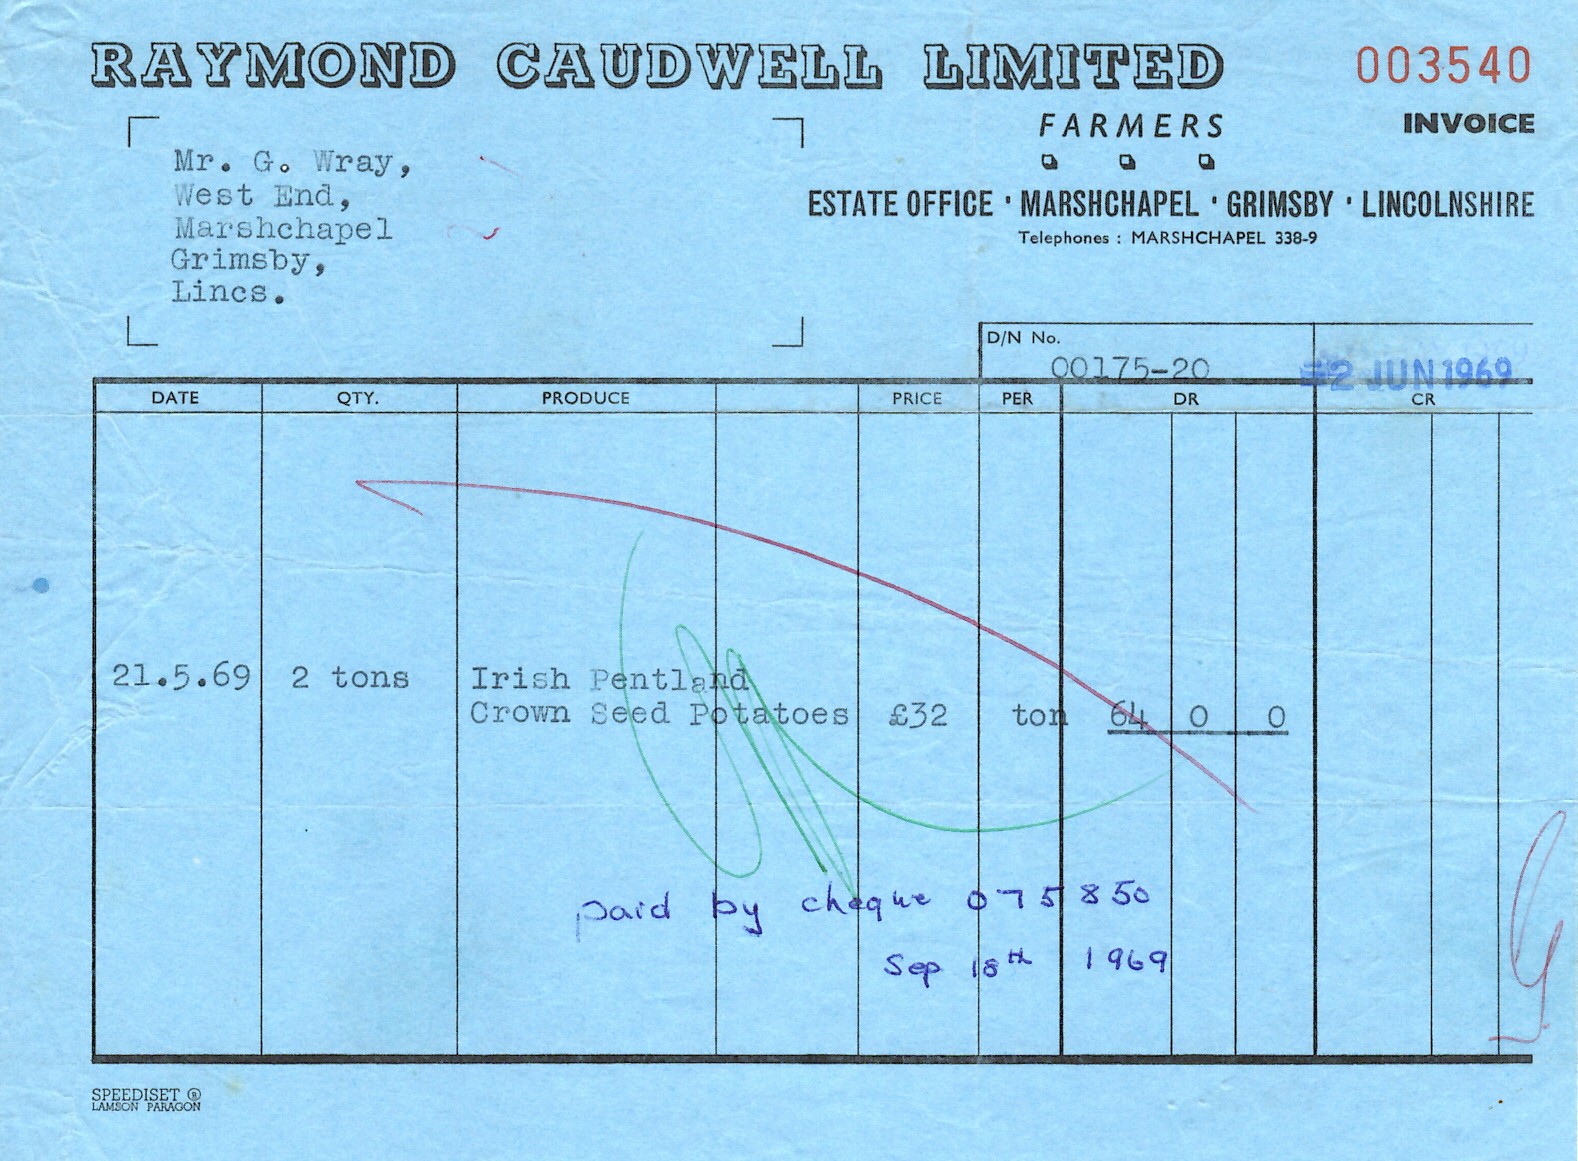 RAYMOND CAUDWELL LIMITED
003540
FARMERS
INVOICE
Mr. G. Wray,
West End,
Marshchapel
Grimsby,
Lincs.
ESTATE OFFICE · MARSHCHAPEL · GRIMSBY · LINCOLNSHIRE
Telephones : MARSHCHAPEL 338-9
D/N No.
00175-20
-2 JUN 1969
DATE QTY. PRODUCE PRICE PER DR CR
21.5.69 2 tons Irish Pentland
Crown Seed Potatoes £32 ton 64 0 0
paid by cheque 075850
Sep 18th 1969
SPEEDISET ®
LAMSON PARAGON